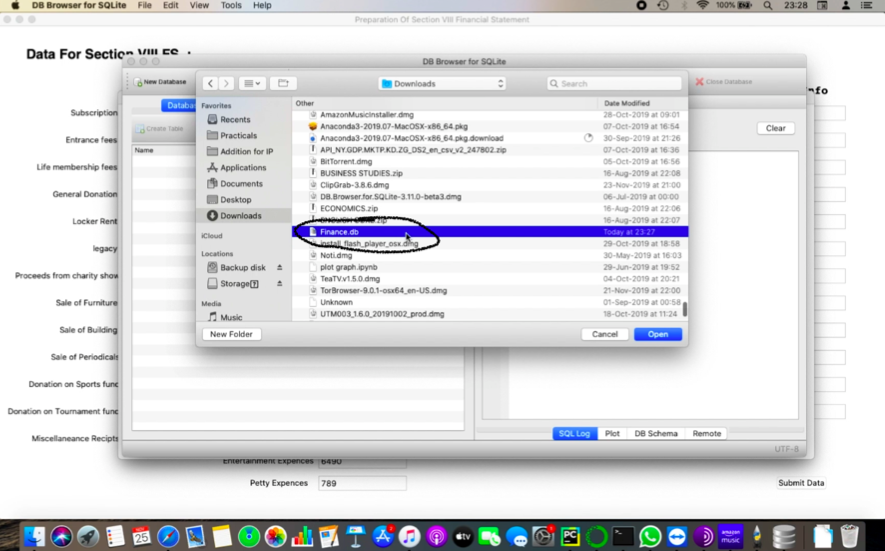 DB Browser for SQLite File Edit View Tools Help 100% 23:28
Preparation Of Section VIII Financial Statement
Data For Section VIII FS :
DB Browser for SQLite
New Database
Downloads
Search
Close Database
Favorites
Other
Date Modified
Recents
Practicals
Addition for IP
Applications
Documents
Desktop
Downloads
iCloud
Locations
Backup disk
Storage[?]
Media
Music
AmazonMusicInstaller.dmg 28-Oct-2019 at 09:01
Anaconda3-2019.07-MacOSX-x86_64.pkg 07-Oct-2019 at 16:54
Anaconda3-2019.07-MacOSX-x86_64.pkg.download 30-Sep-2019 at 21:26
API_NY.GDP.MKTP.KD.ZG_DS2_en_csv_v2_247802.zip 07-Oct-2019 at 16:36
BitTorrent.dmg 05-Oct-2019 at 16:56
BUSINESS STUDIES.zip 16-Aug-2019 at 22:08
ClipGrab-3.8.6.dmg 23-Nov-2019 at 21:00
DB.Browser.for.SQLite-3.11.0-beta3.dmg 06-Jul-2019 at 00:00
ECONOMICS.zip 16-Aug-2019 at 22:06
16-Aug-2019 at 22:07
Finance.db Today at 23:27
install_flash_player_osx.dmg 29-Oct-2019 at 18:58
Noti.dmg 30-May-2019 at 16:03
plot graph.ipynb 29-Jun-2019 at 19:52
TeaTV.v1.5.0.dmg 04-Oct-2019 at 20:21
TorBrowser-9.0.1-osx64_en-US.dmg 21-Nov-2019 at 22:00
Unknown 01-Sep-2019 at 00:58
UTM003_1.6.0_20191002_prod.dmg 18-Oct-2019 at 11:24
New Folder
Cancel
Open
Databa
Create Table
Name
Clear
nfo
SQL Log Plot DB Schema Remote
UTF-8
Subscription
Entrance fees
Life membership fees
General Donation
Locker Rent
legacy
Proceeds from charity show
Sale of Furniture
Sale of Building
Sale of Periodicals
Donation on Sports fund
Donation on Tournament fund
Miscellaneance Recipts
Entertainment Expences 6490
Petty Expences 789
Submit Data
25
PC
tv
amazon music